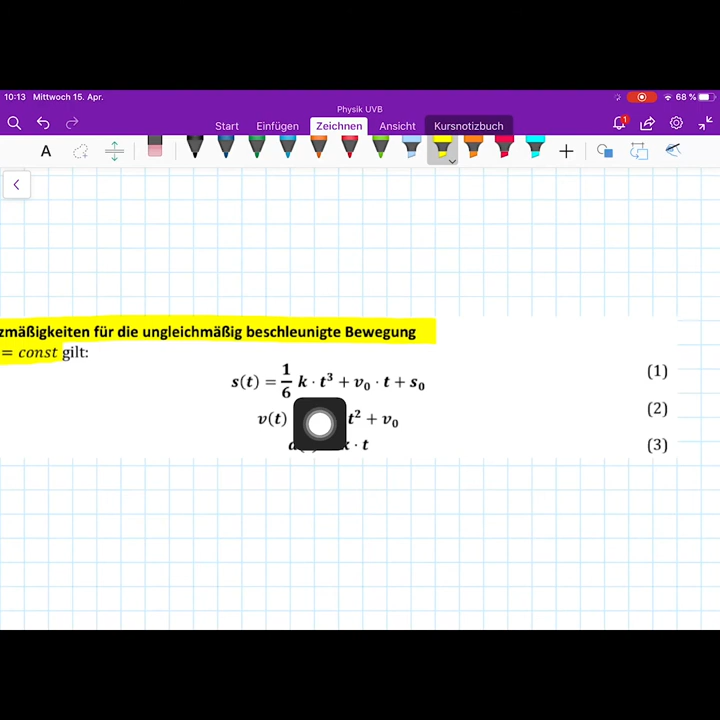 10:13 Mittwoch 15. Apr.
68 %
Physik UVB
Start Einfügen Zeichnen Ansicht Kursnotizbuch
1
A
zmäßigkeiten für die ungleichmäßig beschleunigte Bewegung
= const gilt:
s(t) = 1/6 k · t³ + v₀ · t + s₀ (1)
v(t) t² + v₀ (2)
k · t (3)